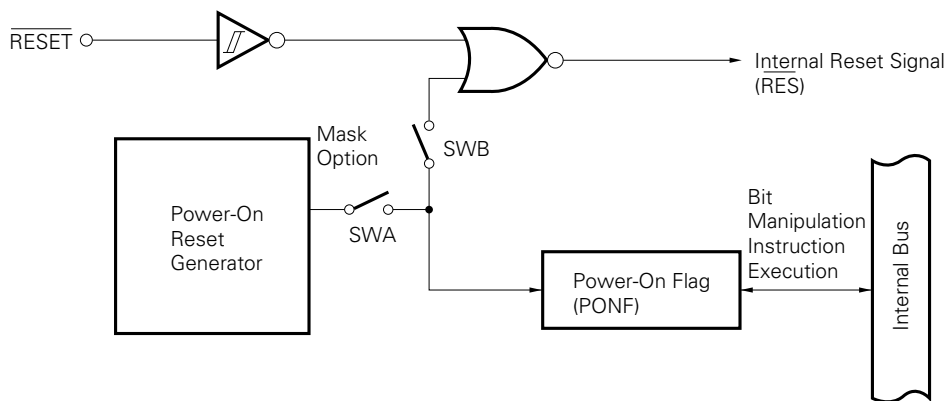 RESET
Internal Reset Signal
(RES)
Mask
Option
SWB
SWA
Power-On
Reset
Generator
Bit
Manipulation
Instruction
Execution
Power-On Flag
(PONF)
Internal Bus